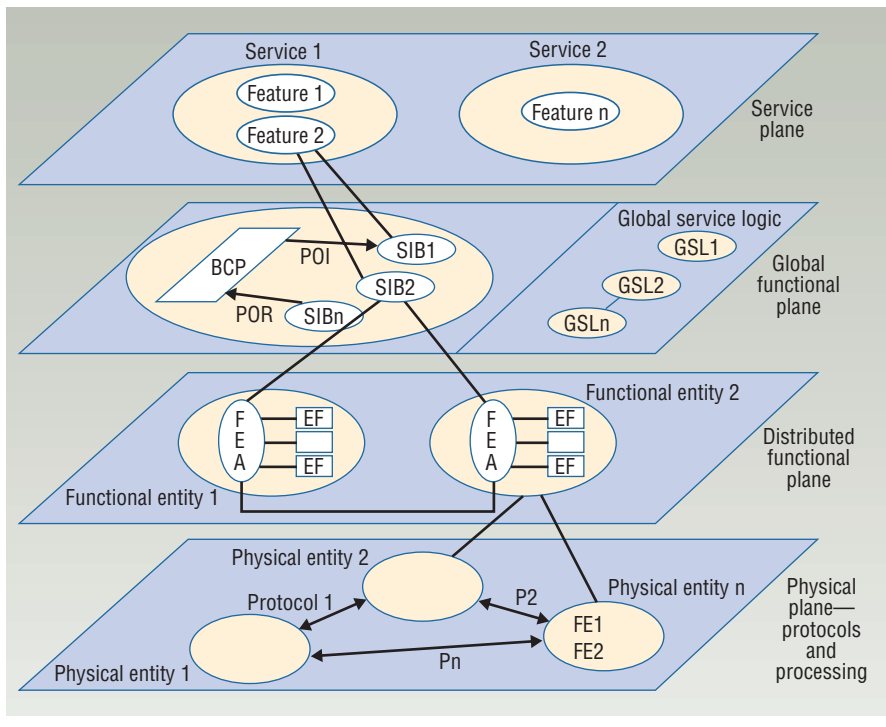 Service 1
Service 2
Feature 1
Feature 2
Feature n
Service
plane
Global service logic
BCP
POI
SIB1
SIB2
POR
SIBn
GSL1
GSL2
GSLn
Global
functional
plane
Functional entity 2
F
E
A
EF
EF
F
E
A
EF
EF
Functional entity 1
Distributed
functional
plane
Physical entity 2
Protocol 1
P2
Physical entity n
FE1
FE2
Pn
Physical entity 1
Physical
plane—
protocols
and
processing